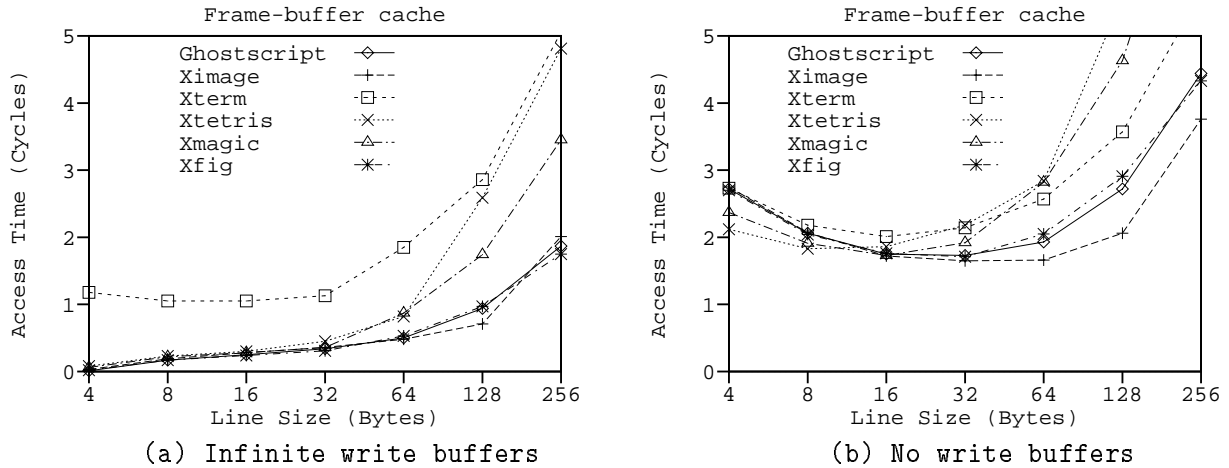 Frame-buffer cache
5
4
3
2
1
0
Access Time (Cycles)
Ghostscript
Ximage
Xterm
Xtetris
Xmagic
Xfig
4 8 16 32 64 128 256
Line Size (Bytes)
(a) Infinite write buffers
Frame-buffer cache
5
4
3
2
1
0
Access Time (Cycles)
Ghostscript
Ximage
Xterm
Xtetris
Xmagic
Xfig
4 8 16 32 64 128 256
Line Size (Bytes)
(b) No write buffers